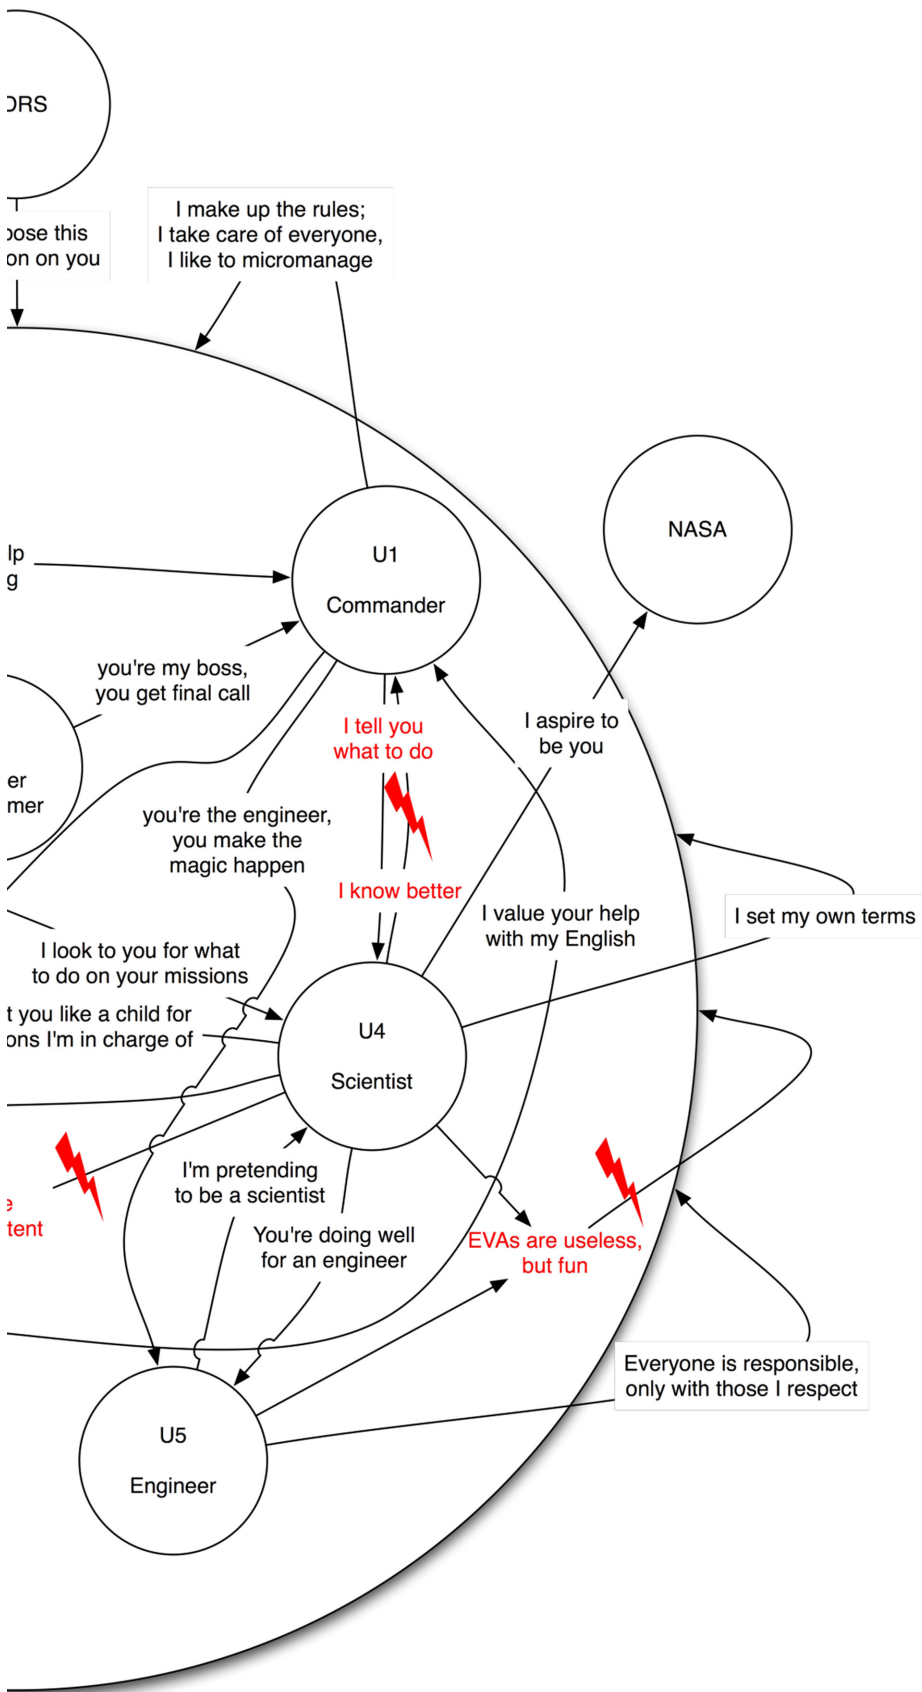 I make up the rules;
I take care of everyone,
I like to micromanage
on on you
NASA
U1
Commander
you're my boss,
you get final call
I tell you
what to do
I aspire to
be you
er
mer
you're the engineer,
you make the
magic happen
I know better
I value your help
with my English
I set my own terms
I look to you for what
to do on your missions
t you like a child for
ons I'm in charge of
U4
Scientist
I'm pretending
to be a scientist
You're doing well
for an engineer
EVAs are useless,
but fun
tent
Everyone is responsible,
only with those I respect
U5
Engineer